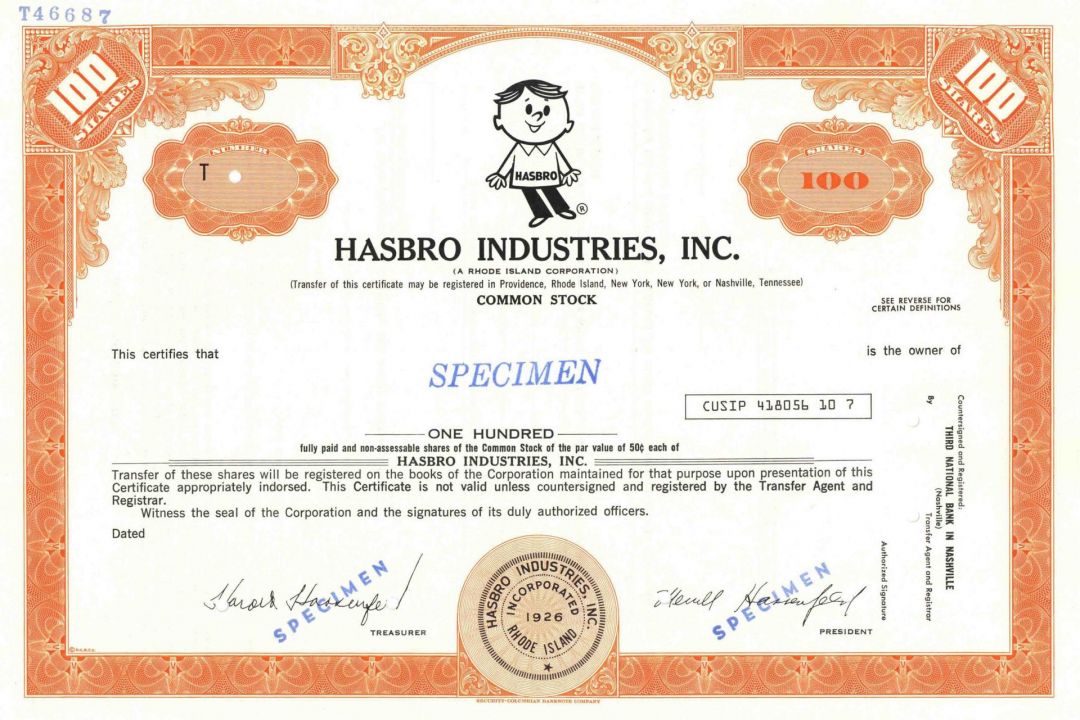 T46687
100
SHARES
100
SHARES
NUMBER
T
SHARES
100
HASBRO
®
HASBRO INDUSTRIES, INC.
(A RHODE ISLAND CORPORATION)
(Transfer of this certificate may be registered in Providence, Rhode Island, New York, New York, or Nashville, Tennessee)
COMMON STOCK
SEE REVERSE FOR
CERTAIN DEFINITIONS
This certifies that
is the owner of
SPECIMEN
CUSIP 418056 10 7
ONE HUNDRED
fully paid and non-assessable shares of the Common Stock of the par value of 50¢ each of
HASBRO INDUSTRIES, INC.
Transfer of these shares will be registered on the books of the Corporation maintained for that purpose upon presentation of this
Certificate appropriately indorsed. This Certificate is not valid unless countersigned and registered by the Transfer Agent and
Registrar.
Witness the seal of the Corporation and the signatures of its duly authorized officers.
Dated
Countersigned and Registered:
THIRD NATIONAL BANK IN NASHVILLE
(Nashville)
Transfer Agent and Registrar
By
Authorized Signature
SPECIMEN
TREASURER
HASBRO INDUSTRIES, INC.
INCORPORATED
1926
RHODE ISLAND
Merrill Hassenfeld
SPECIMEN
PRESIDENT
SECURITY-COLUMBIAN BANKNOTE COMPANY